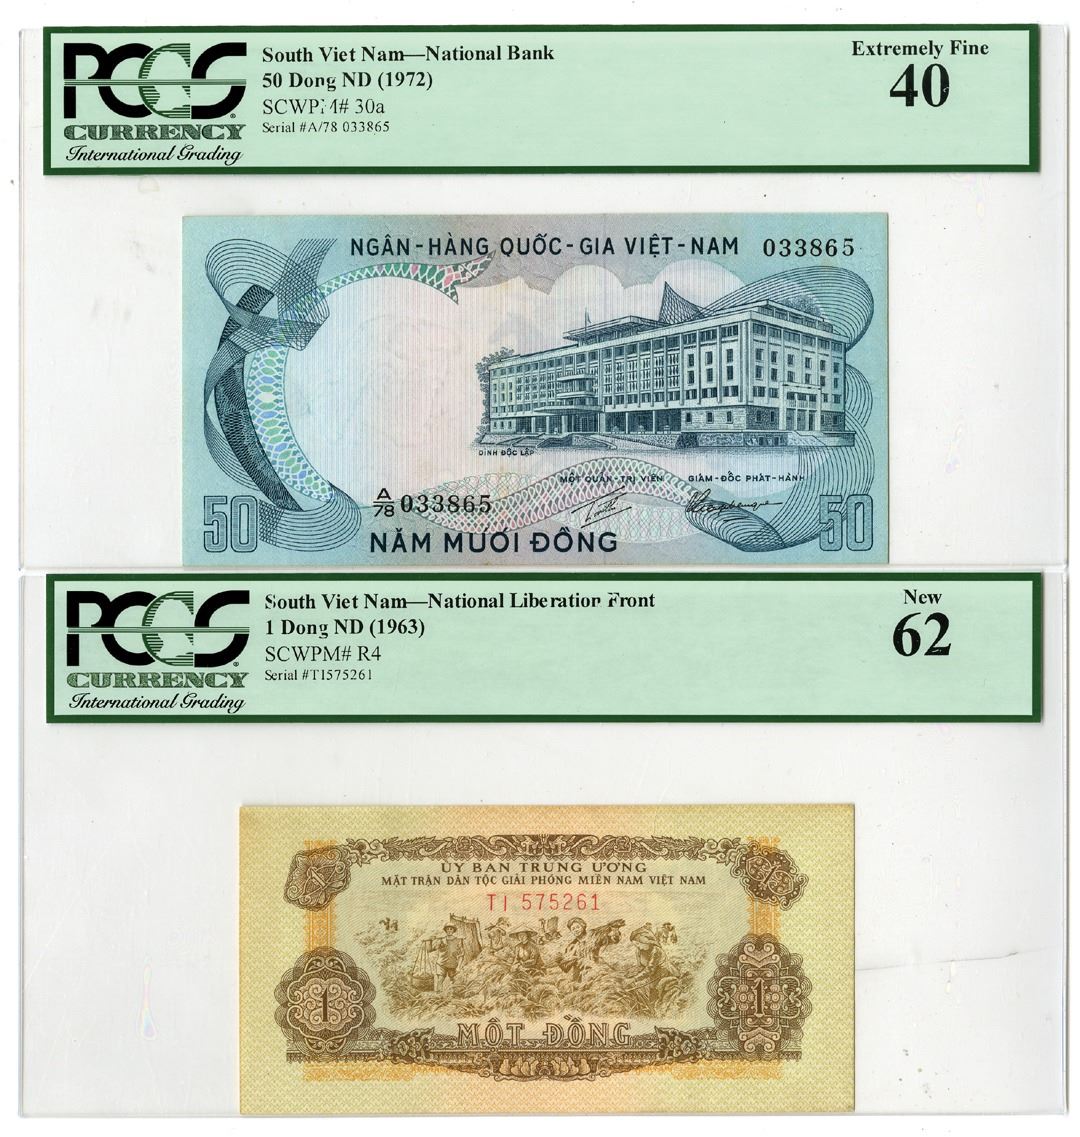 PCGS
CURRENCY
International Grading
South Viet Nam—National Bank
50 Dong ND (1972)
SCWPM# 30a
Serial #A/78 033865
Extremely Fine
40
NGÂN-HÀNG QUỐC-GIA VIỆT-NAM 033865
DINH ĐỘC LẬP
MỘT QUẢN-TRỊ VIÊN GIÁM-ĐỐC PHÁT-HÀNH
A/78 033865
50 50
NĂM MƯƠI ĐỒNG
PCGS
CURRENCY
International Grading
South Viet Nam—National Liberation Front
1 Dong ND (1963)
SCWPM# R4
Serial #TI575261
New
62
ỦY BAN TRUNG ƯƠNG
MẶT TRẬN DÂN TỘC GIẢI PHÓNG MIỀN NAM VIỆT NAM
TI 575261
1 1
MỘT ĐỒNG